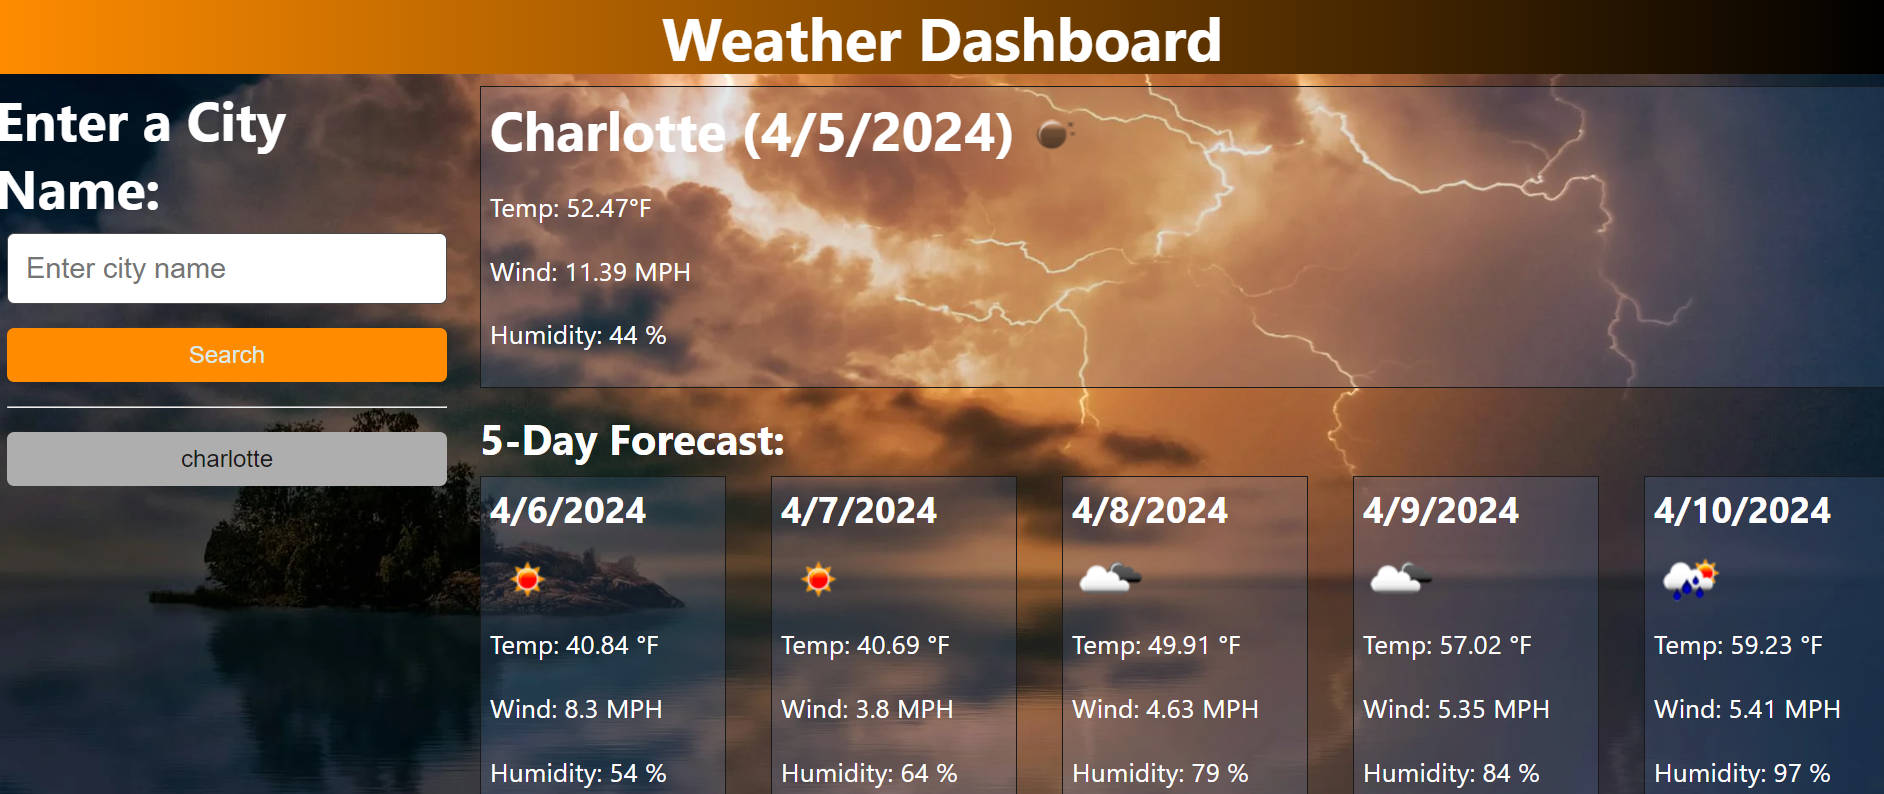 Weather Dashboard
Enter a City
Name:
Enter city name
Search
charlotte
Charlotte (4/5/2024)
Temp: 52.47°F
Wind: 11.39 MPH
Humidity: 44 %
5-Day Forecast:
4/6/2024
Temp: 40.84 °F
Wind: 8.3 MPH
Humidity: 54 %
4/7/2024
Temp: 40.69 °F
Wind: 3.8 MPH
Humidity: 64 %
4/8/2024
Temp: 49.91 °F
Wind: 4.63 MPH
Humidity: 79 %
4/9/2024
Temp: 57.02 °F
Wind: 5.35 MPH
Humidity: 84 %
4/10/2024
Temp: 59.23 °F
Wind: 5.41 MPH
Humidity: 97 %